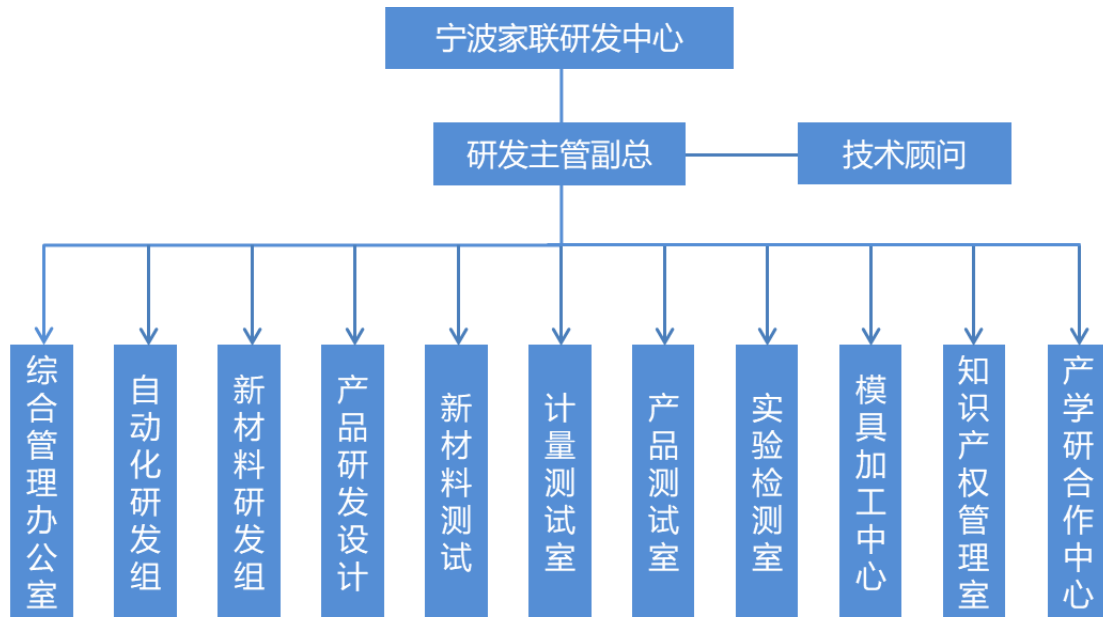 宁波家联研发中心
研发主管副总
技术顾问
综合管理办公室
自动化研发组
新材料研发组
产品研发设计
新材料测试
计量测试室
产品测试室
实验检测室
模具加工中心
知识产权管理室
产学研合作中心